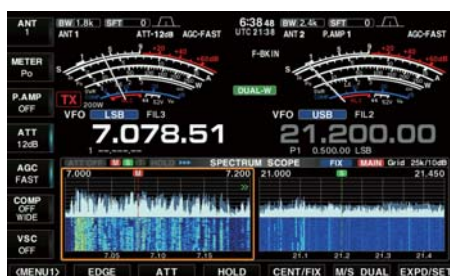 ANT 1 BW 1.8k SFT 0 6:38 48 BW 2.4k SFT 0
ANT 1 ATT-12dB AGC-FAST UTC 21:38 ANT 2 P.AMP 1 AGC-FAST
METER Po F-BKIN
P.AMP OFF TX 200W DUAL-W
VFO LSB FIL3 VFO USB FIL2
ATT 12dB 7.078.51 21.200.00
1 --,---,-- P1 0.500.00 LSB
AGC FAST ATT OFF M S HOLD SPECTRUM SCOPE FIX MAIN Grid 25k/10dB
7.000 M 7.200 21.000 S 21.450
COMP OFF WIDE
VSC OFF
7.05 7.10 7.15 21.1 21.2 21.3 21.4
<MENU1> EDGE ATT HOLD CENT/FIX M/S DUAL EXPD/SET